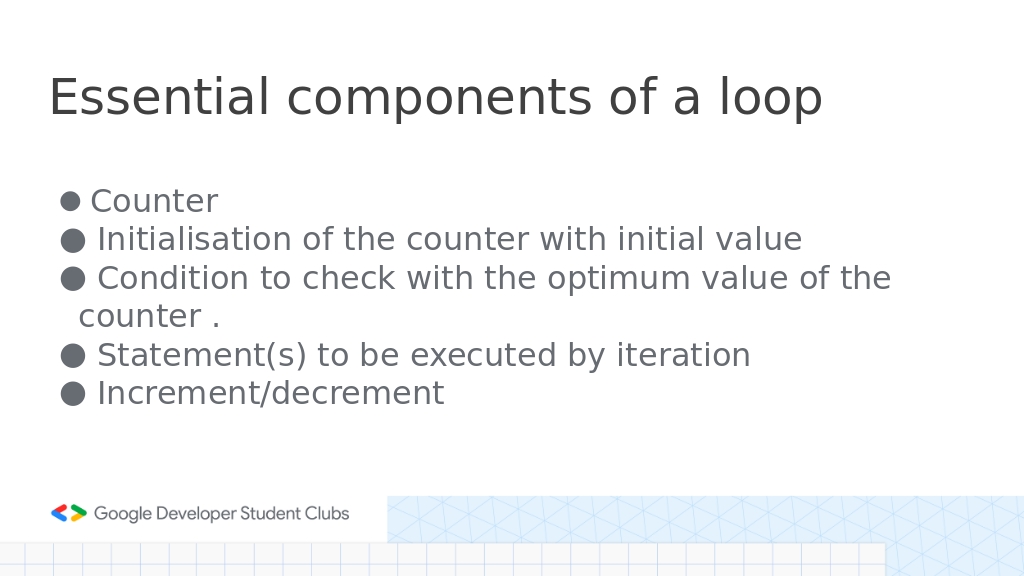 Essential components of a loop
● Counter
● Initialisation of the counter with initial value
● Condition to check with the optimum value of the
counter .
● Statement(s) to be executed by iteration
● Increment/decrement
Google Developer Student Clubs